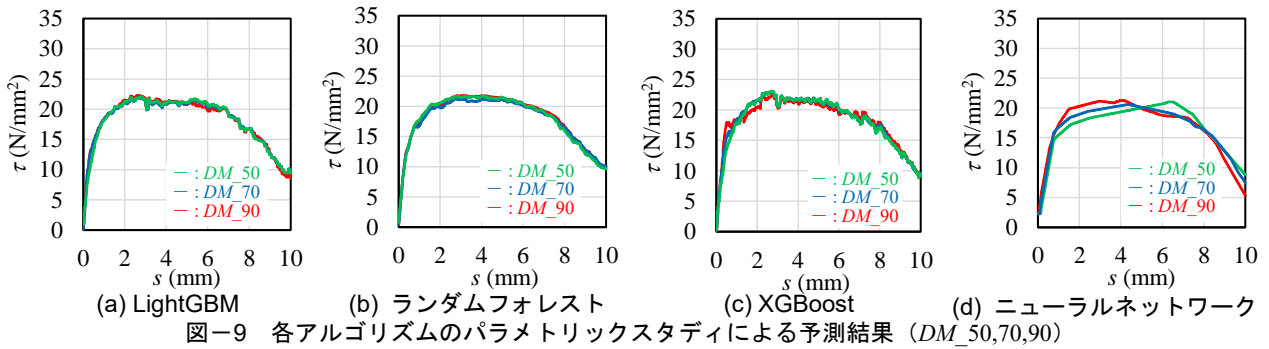 35
30
25
20
15
10
5
0
τ (N/mm²)
— : DM_50
— : DM_70
— : DM_90
0 2 4 6 8 10
s (mm)
(a) LightGBM
35
30
25
20
15
10
5
0
τ (N/mm²)
— : DM_50
— : DM_70
— : DM_90
0 2 4 6 8 10
s (mm)
(b) ランダムフォレスト
35
30
25
20
15
10
5
0
τ (N/mm²)
— : DM_50
— : DM_70
— : DM_90
0 2 4 6 8 10
s (mm)
(c) XGBoost
35
30
25
20
15
10
5
0
τ (N/mm²)
— : DM_50
— : DM_70
— : DM_90
0 2 4 6 8 10
s (mm)
(d) ニューラルネットワーク
図－9 各アルゴリズムのパラメトリックスタディによる予測結果（DM_50,70,90）